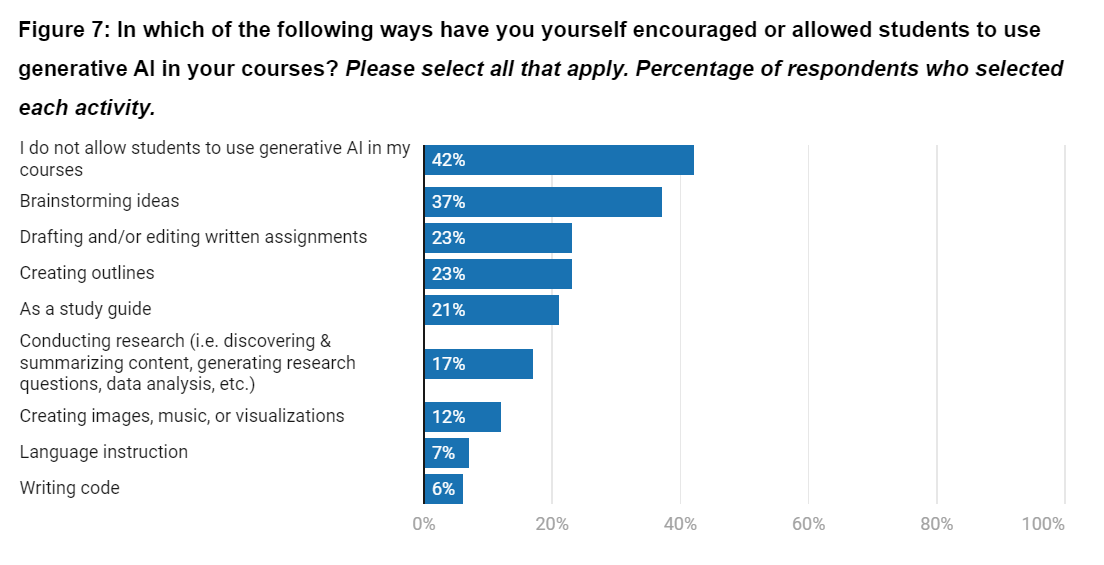 Figure 7: In which of the following ways have you yourself encouraged or allowed students to use
generative AI in your courses? Please select all that apply. Percentage of respondents who selected
each activity.
I do not allow students to use generative AI in my
courses
42%
Brainstorming ideas
37%
Drafting and/or editing written assignments
23%
Creating outlines
23%
As a study guide
21%
Conducting research (i.e. discovering &
summarizing content, generating research
questions, data analysis, etc.)
17%
Creating images, music, or visualizations
12%
Language instruction
7%
Writing code
6%
0% 20% 40% 60% 80% 100%